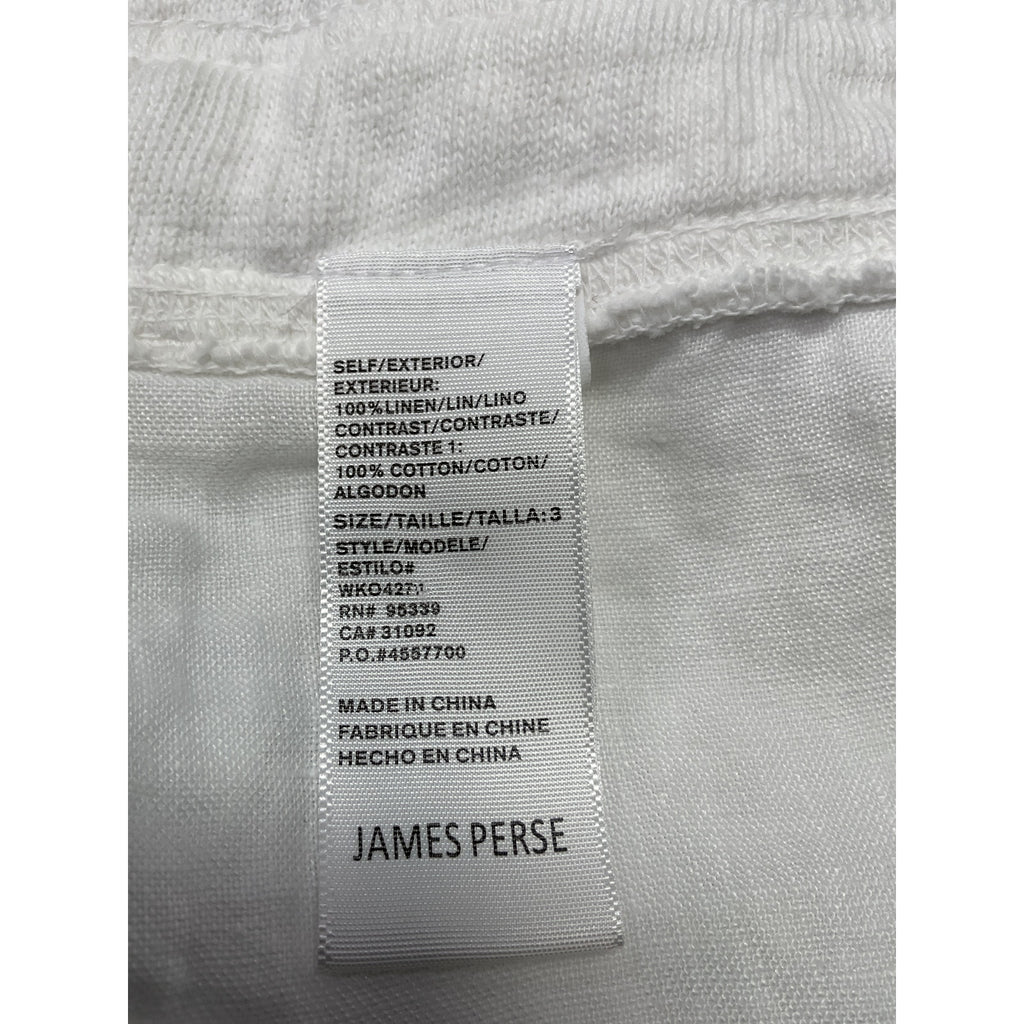 SELF/EXTERIOR/
EXTERIEUR:
100%LINEN/LIN/LINO
CONTRAST/CONTRASTE/
CONTRASTE 1:
100% COTTON/COTON/
ALGODON
SIZE/TAILLE/TALLA:3
STYLE/MODELE/
ESTILO#
RN# 95339
CA# 31092
P.O.#4557700
MADE IN CHINA
FABRIQUE EN CHINE
HECHO EN CHINA
JAMES PERSE